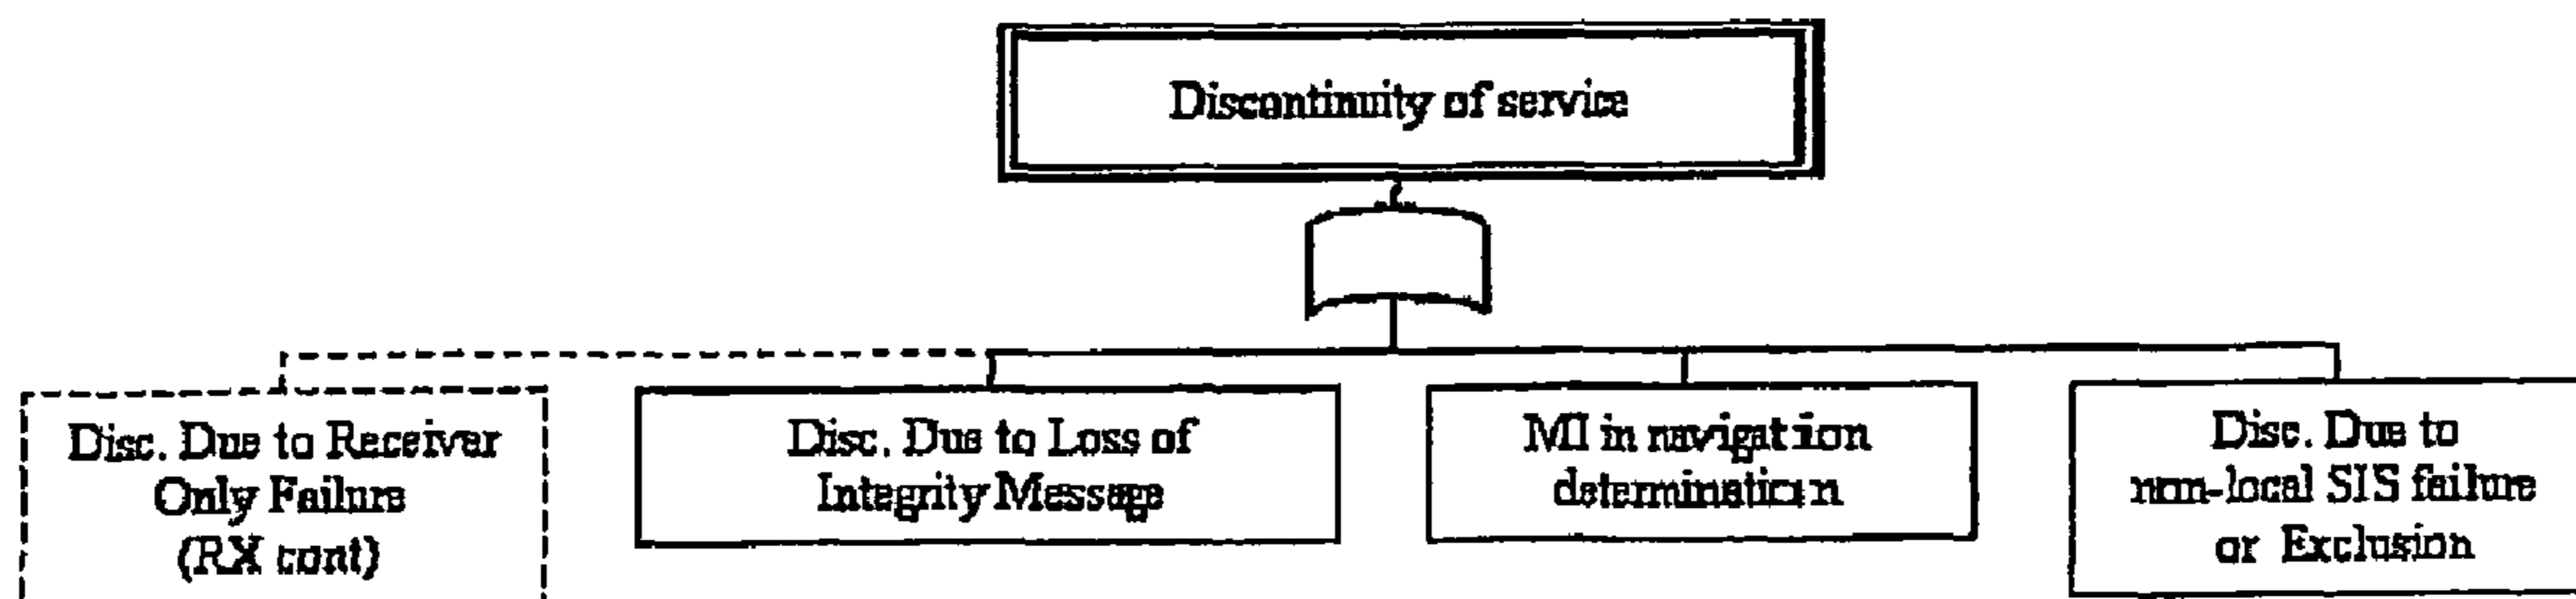 Discontinuity of service
Disc. Due to Receiver
Only Failure
(RX cont)
Disc. Due to Loss of
Integrity Message
MI in navigation
determination
Disc. Due to
non-local SIS failure
or Exclusion